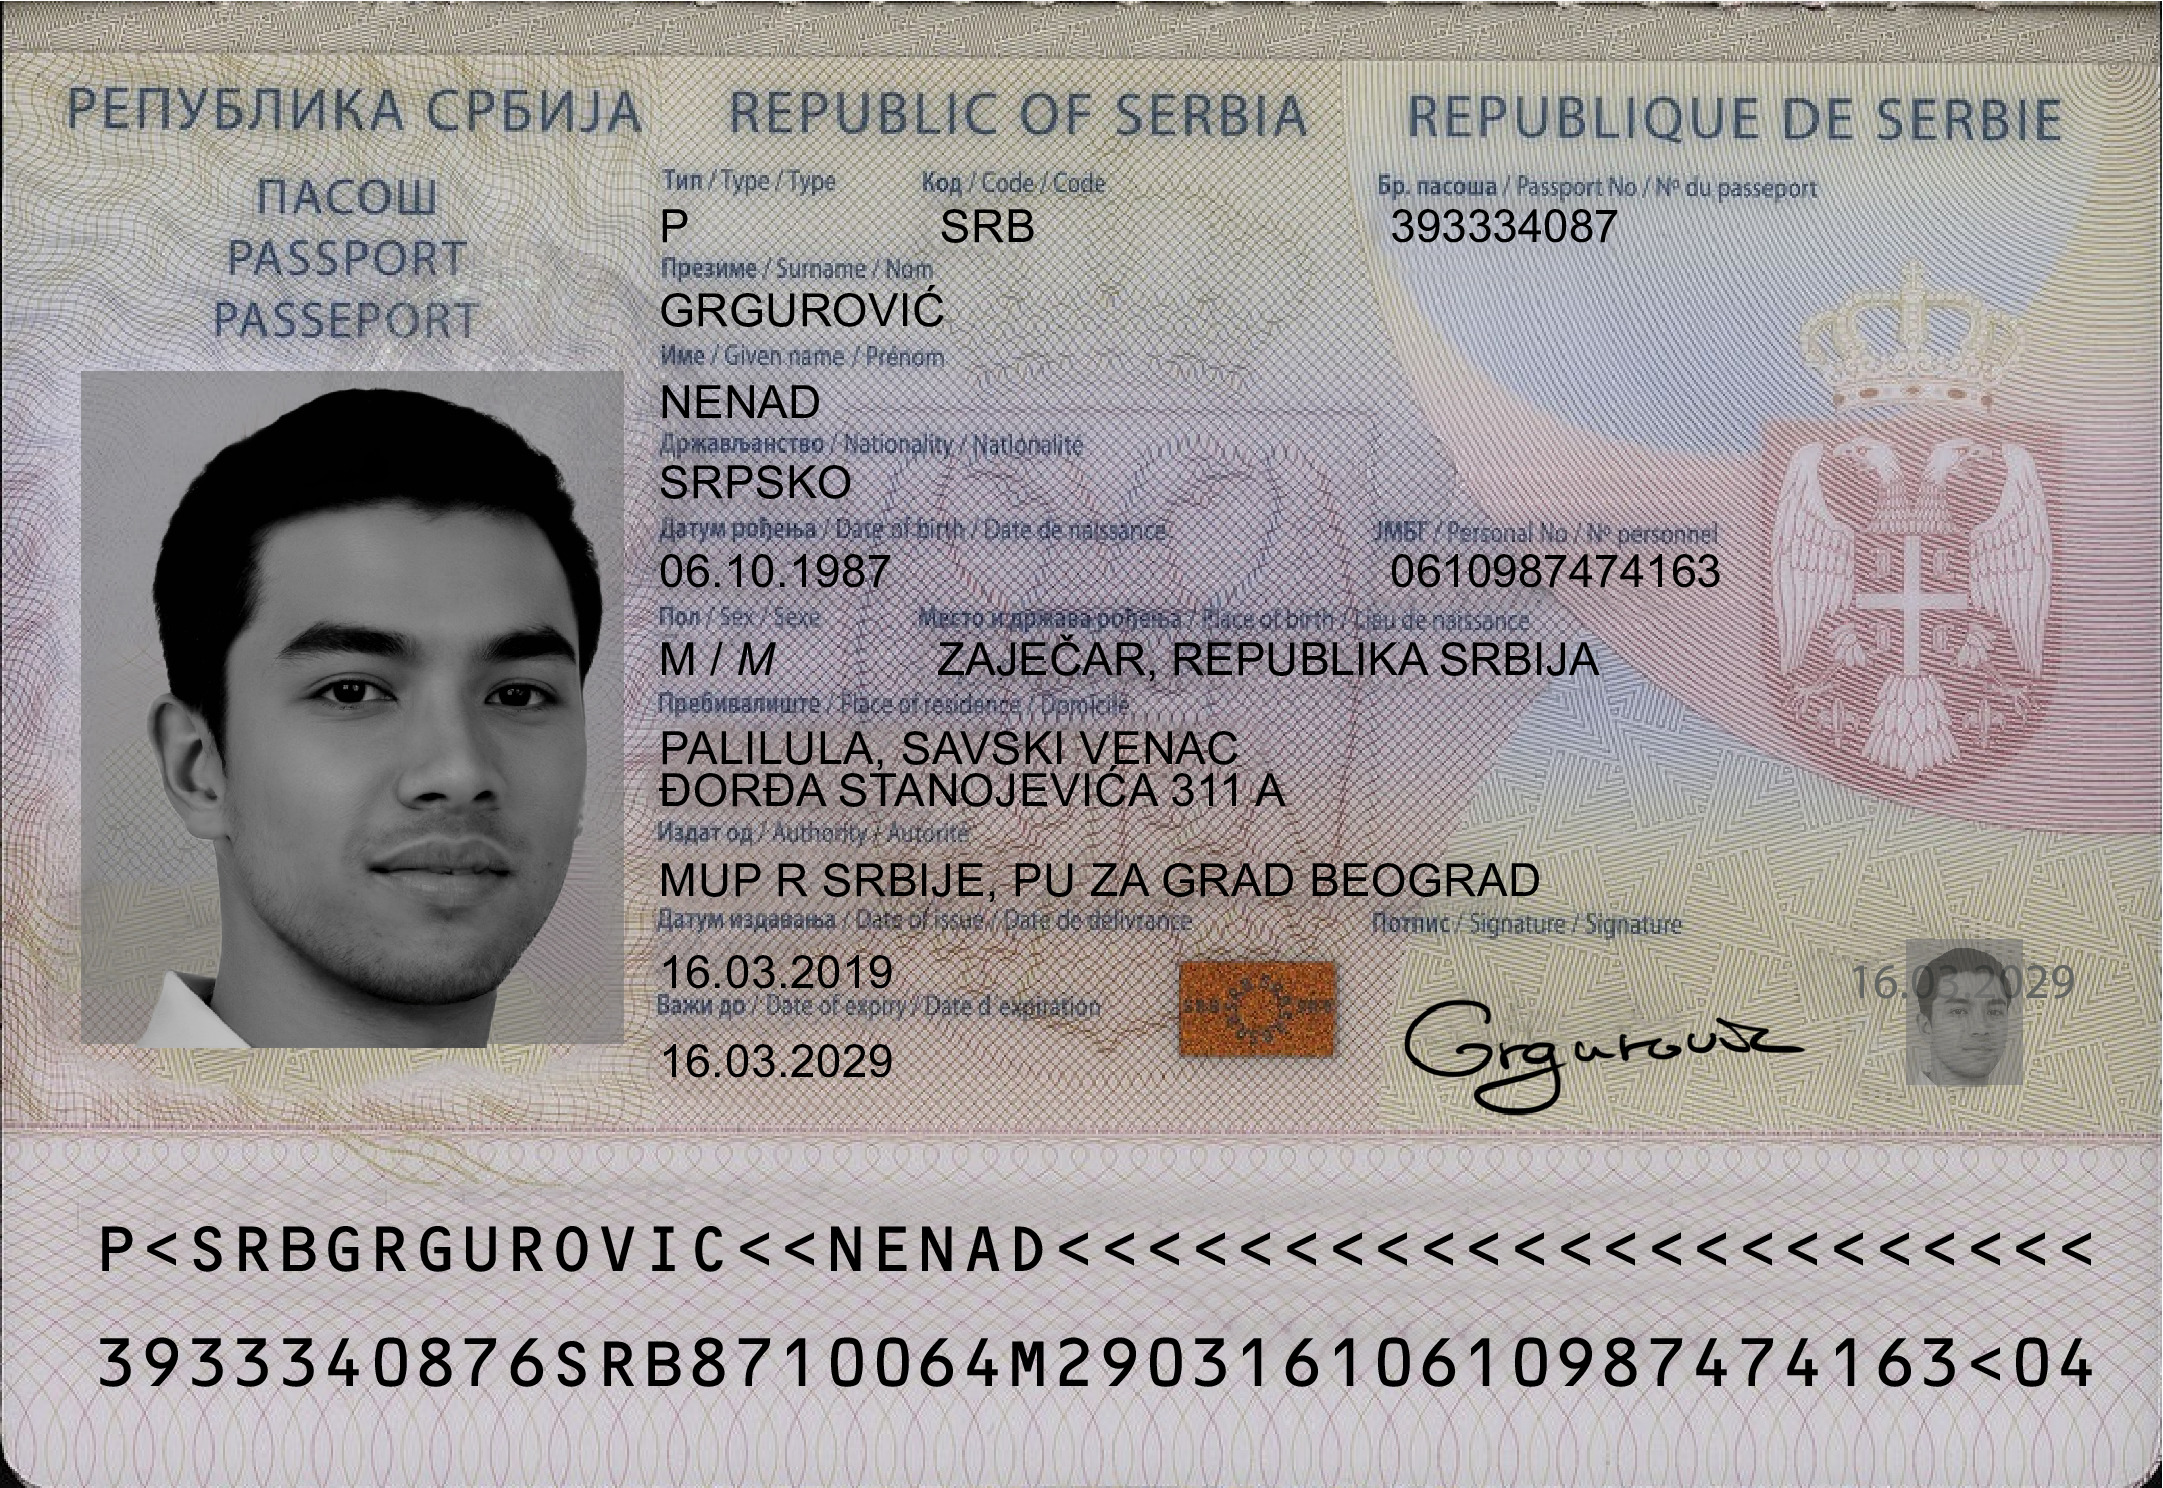 РЕПУБЛИКА СРБИЈА REPUBLIC OF SERBIA REPUBLIQUE DE SERBIE
ПАСОШ
PASSPORT
PASSEPORT
Тип / Type / Type Код / Code / Code Бр. пасоша / Passport No / Nº du passeport
P SRB 393334087
Презиме / Surname / Nom
GRGUROVIĆ
Име / Given name / Prénom
NENAD
Држављанство / Nationality / Nationalité
SRPSKO
Датум рођења / Date of birth / Date de naissance ЈМБГ / Personal No / Nº personnel
06.10.1987 0610987474163
Пол / Sex / Sexe Место и држава рођења / Place of birth / Lieu de naissance
M / M ZAJEČAR, REPUBLIKA SRBIJA
Пребивалиште / Place of residence / Domicile
PALILULA, SAVSKI VENAC
ĐORĐA STANOJEVIĆA 311 A
Издат од / Authority / Autorité
MUP R SRBIJE, PU ZA GRAD BEOGRAD
Датум издавања / Date of issue / Date de délivrance Потпис / Signature / Signature
16.03.2019 16.03.2029
Важи до / Date of expiry / Date d expiration
Grgurović
16.03.2029
P<SRBGRGUROVIC<<NENAD<<<<<<<<<<<<<<<<<<<<<<<
3933340876SRB8710064M29031610610987474163<04